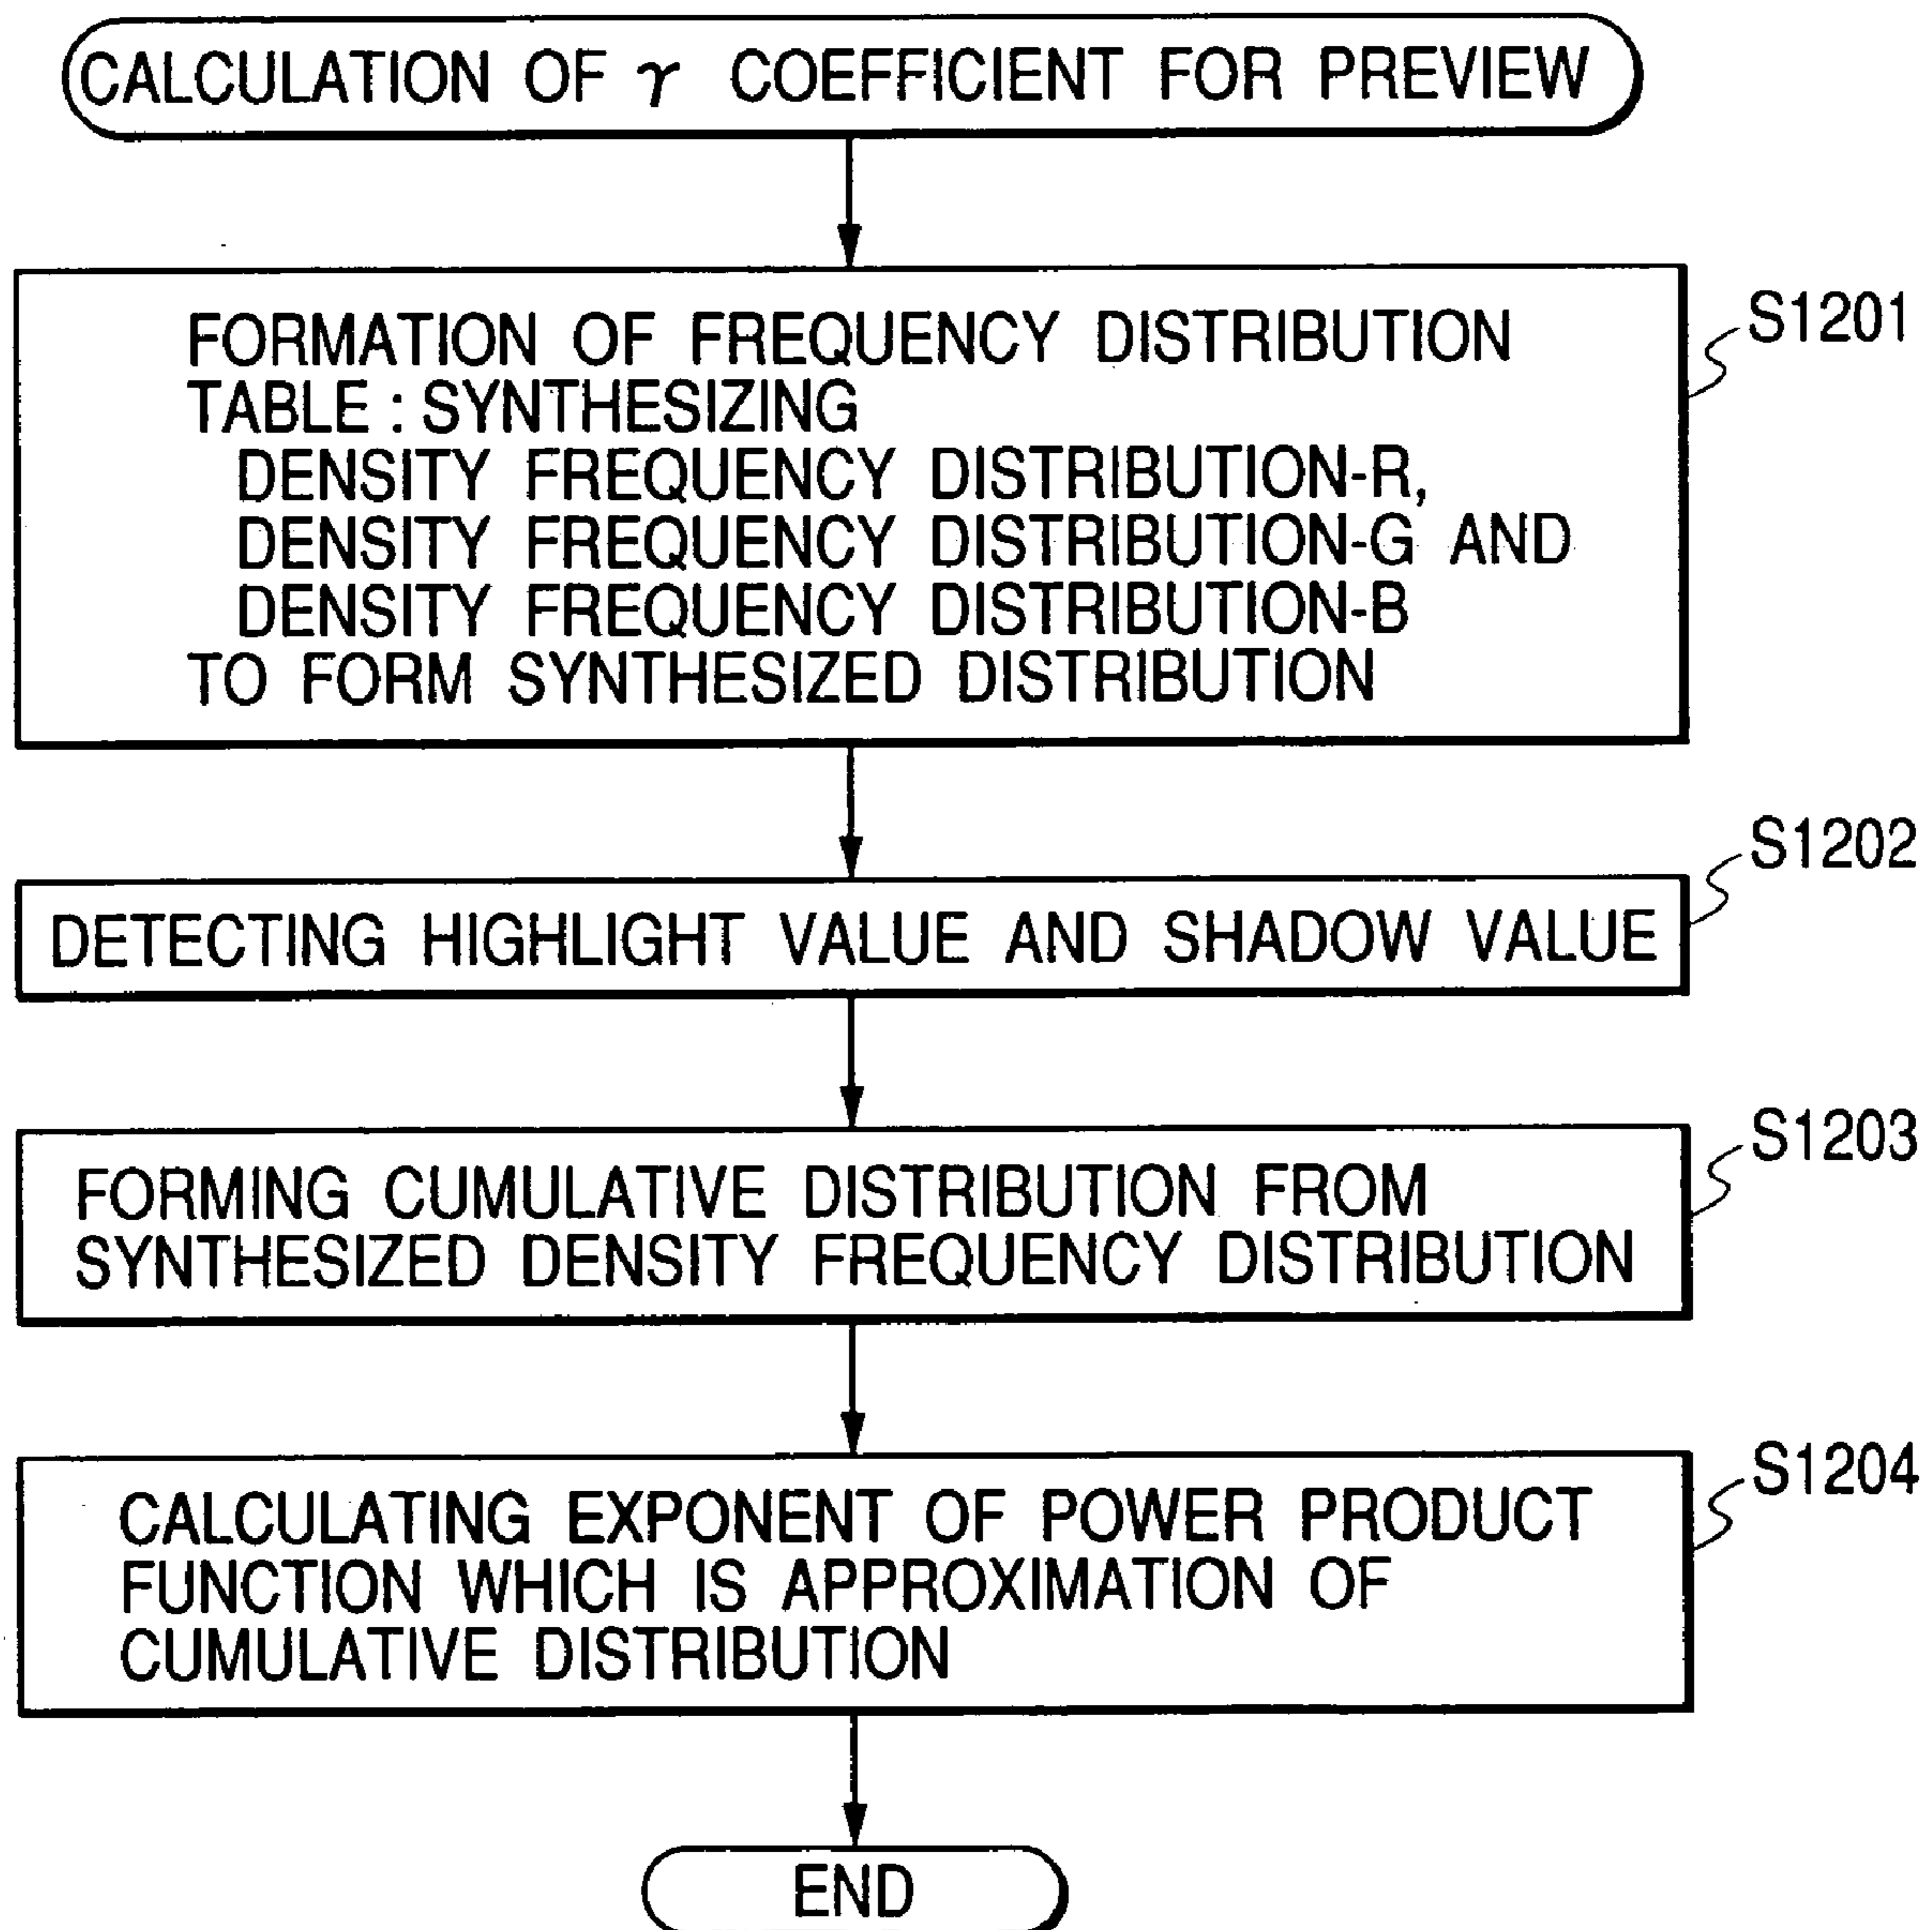 CALCULATION OF γ COEFFICIENT FOR PREVIEW
S1201
FORMATION OF FREQUENCY DISTRIBUTION
TABLE : SYNTHESIZING
DENSITY FREQUENCY DISTRIBUTION-R,
DENSITY FREQUENCY DISTRIBUTION-G AND
DENSITY FREQUENCY DISTRIBUTION-B
TO FORM SYNTHESIZED DISTRIBUTION
S1202
DETECTING HIGHLIGHT VALUE AND SHADOW VALUE
S1203
FORMING CUMULATIVE DISTRIBUTION FROM
SYNTHESIZED DENSITY FREQUENCY DISTRIBUTION
S1204
CALCULATING EXPONENT OF POWER PRODUCT
FUNCTION WHICH IS APPROXIMATION OF
CUMULATIVE DISTRIBUTION
END